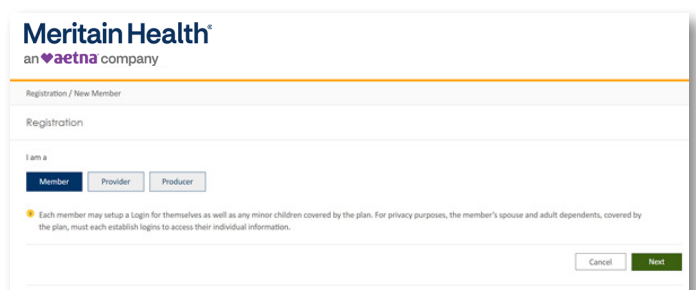 Meritain Health®
an aetna company
Registration / New Member
Registration
I am a
Member Provider Producer
Each member may setup a Login for themselves as well as any minor children covered by the plan. For privacy purposes, the member's spouse and adult dependents, covered by
the plan, must each establish logins to access their individual information.
Cancel Next